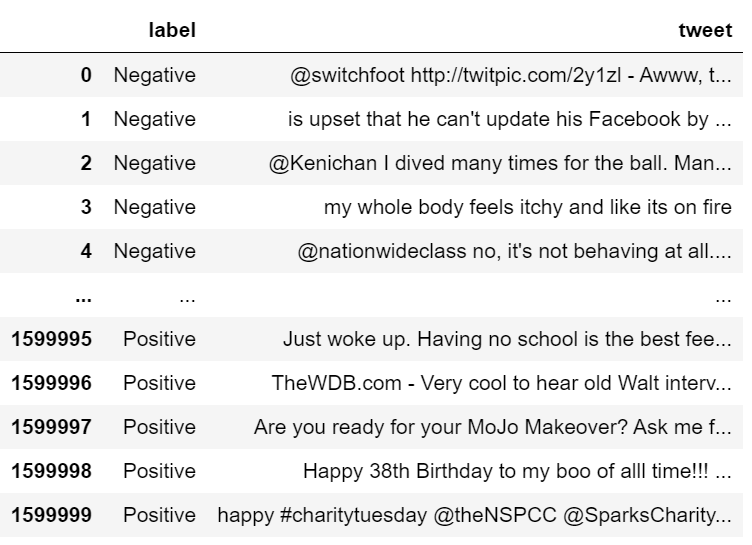 label tweet
0 Negative @switchfoot http://twitpic.com/2y1zl - Awww, t...
1 Negative is upset that he can't update his Facebook by ...
2 Negative @Kenichan I dived many times for the ball. Man...
3 Negative my whole body feels itchy and like its on fire
4 Negative @nationwideclass no, it's not behaving at all....
... ... ...
1599995 Positive Just woke up. Having no school is the best fee...
1599996 Positive TheWDB.com - Very cool to hear old Walt interv...
1599997 Positive Are you ready for your MoJo Makeover? Ask me f...
1599998 Positive Happy 38th Birthday to my boo of alll time!!! ...
1599999 Positive happy #charitytuesday @theNSPCC @SparksCharity...